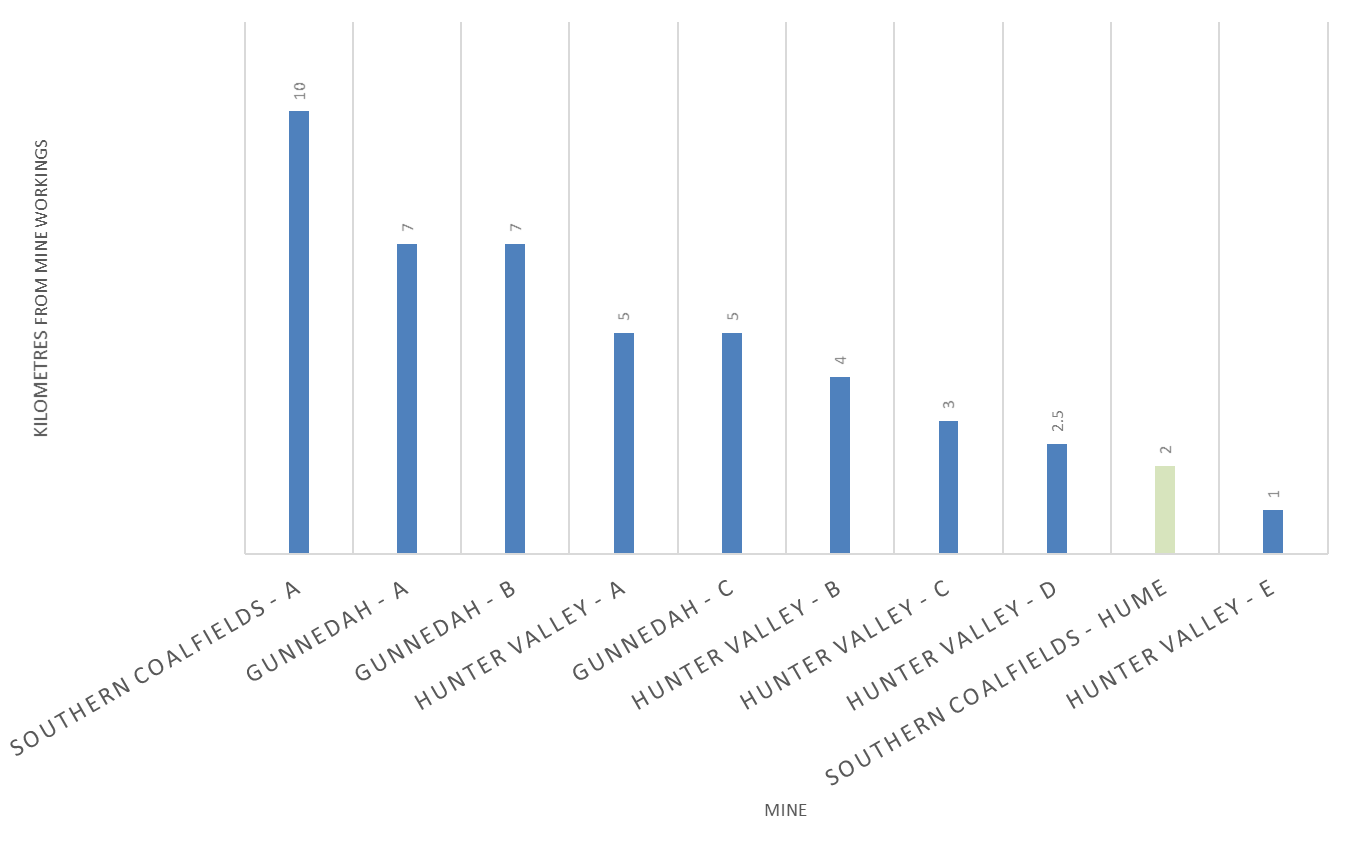 KILOMETRES FROM MINE WORKINGS
10
7
7
5
5
4
3
2.5
2
1
SOUTHERN COALFIELDS - A
GUNNEDAH - A
GUNNEDAH - B
HUNTER VALLEY - A
GUNNEDAH - C
HUNTER VALLEY - B
HUNTER VALLEY - C
HUNTER VALLEY - D
SOUTHERN COALFIELDS - HUME
HUNTER VALLEY - E
MINE